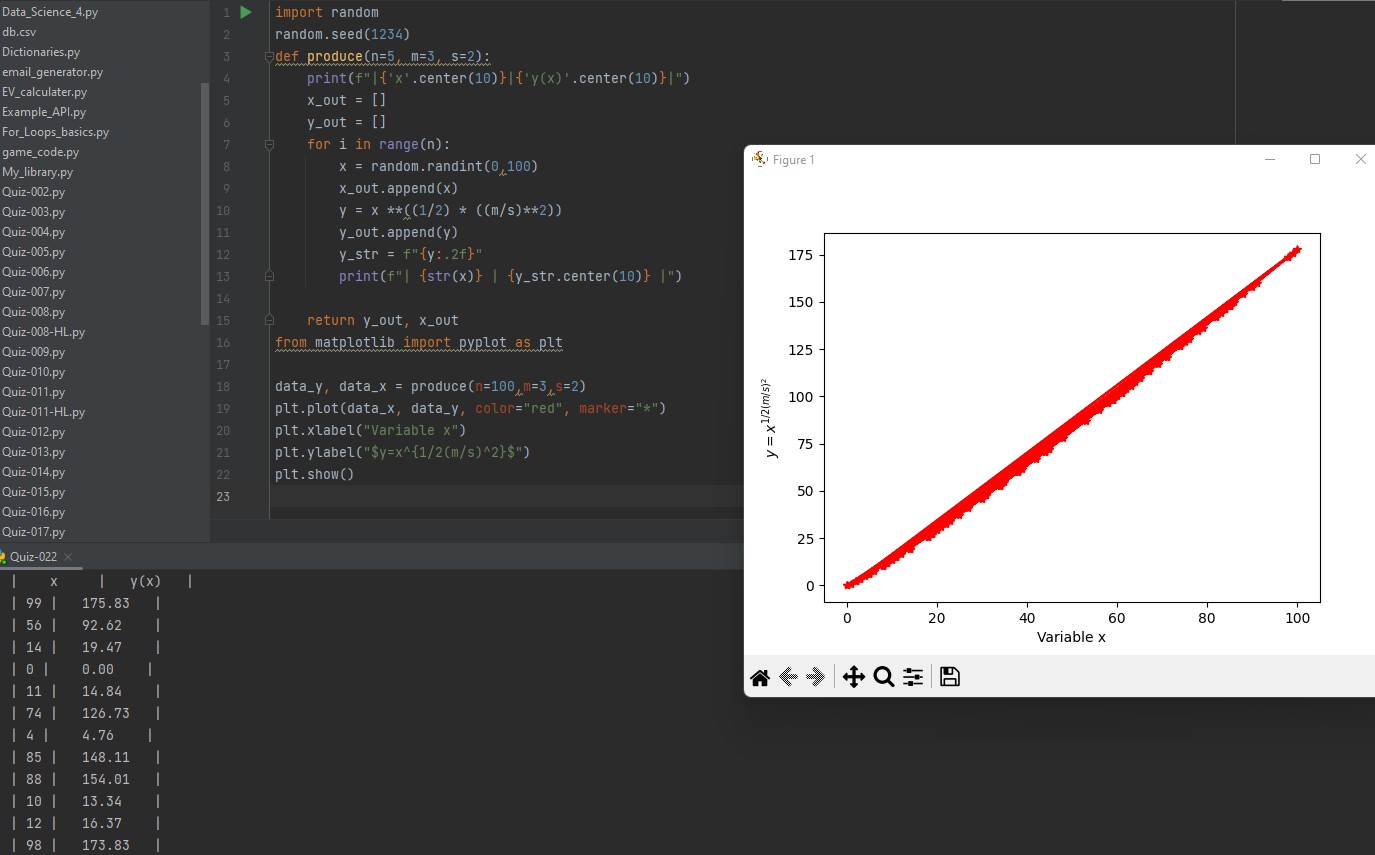 Data_Science_4.py
db.csv
Dictionaries.py
email_generator.py
EV_calculater.py
Example_API.py
For_Loops_basics.py
game_code.py
My_library.py
Quiz-002.py
Quiz-003.py
Quiz-004.py
Quiz-005.py
Quiz-006.py
Quiz-007.py
Quiz-008.py
Quiz-008-HL.py
Quiz-009.py
Quiz-010.py
Quiz-011.py
Quiz-011-HL.py
Quiz-012.py
Quiz-013.py
Quiz-014.py
Quiz-015.py
Quiz-016.py
Quiz-017.py
1 import random
2 random.seed(1234)
3 def produce(n=5, m=3, s=2):
4     print(f"|{'x'.center(10)}|{'y(x)'.center(10)}|")
5     x_out = []
6     y_out = []
7     for i in range(n):
8         x = random.randint(0,100)
9         x_out.append(x)
10         y = x **((1/2) * ((m/s)**2))
11         y_out.append(y)
12         y_str = f"{y:.2f}"
13         print(f"| {str(x)} | {y_str.center(10)} |")
14
15     return y_out, x_out
16 from matplotlib import pyplot as plt
17
18 data_y, data_x = produce(n=100,m=3,s=2)
19 plt.plot(data_x, data_y, color="red", marker="*")
20 plt.xlabel("Variable x")
21 plt.ylabel("$y=x^{1/2(m/s)^2}$")
22 plt.show()
23
Figure 1
175
150
125
100
75
50
25
0
y = x^{1/2(m/s)²}
0 20 40 60 80 100
Variable x
Quiz-022
|    x     |   y(x)   |
| 99 |   175.83   |
| 56 |   92.62    |
| 14 |   19.47    |
| 0 |    0.00    |
| 11 |   14.84    |
| 74 |   126.73   |
| 4 |    4.76    |
| 85 |   148.11   |
| 88 |   154.01   |
| 10 |   13.34    |
| 12 |   16.37    |
| 98 |   173.83   |